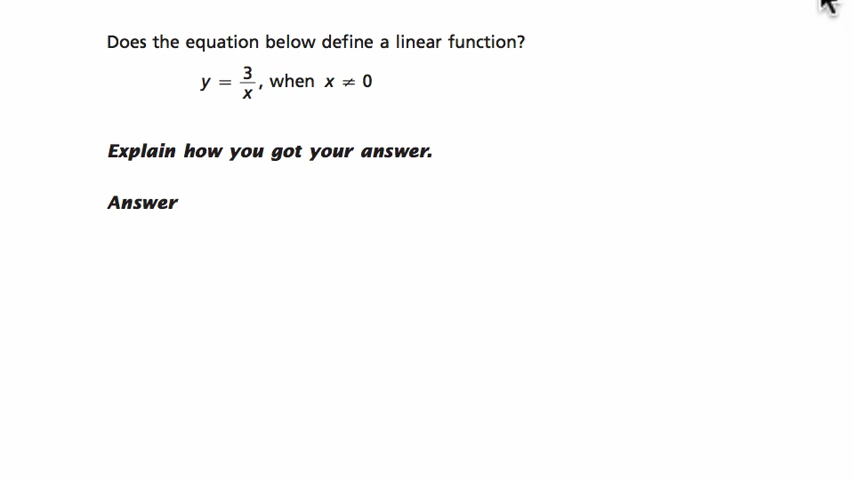 Does the equation below define a linear function?
y = 3/x, when x ≠ 0
Explain how you got your answer.
Answer